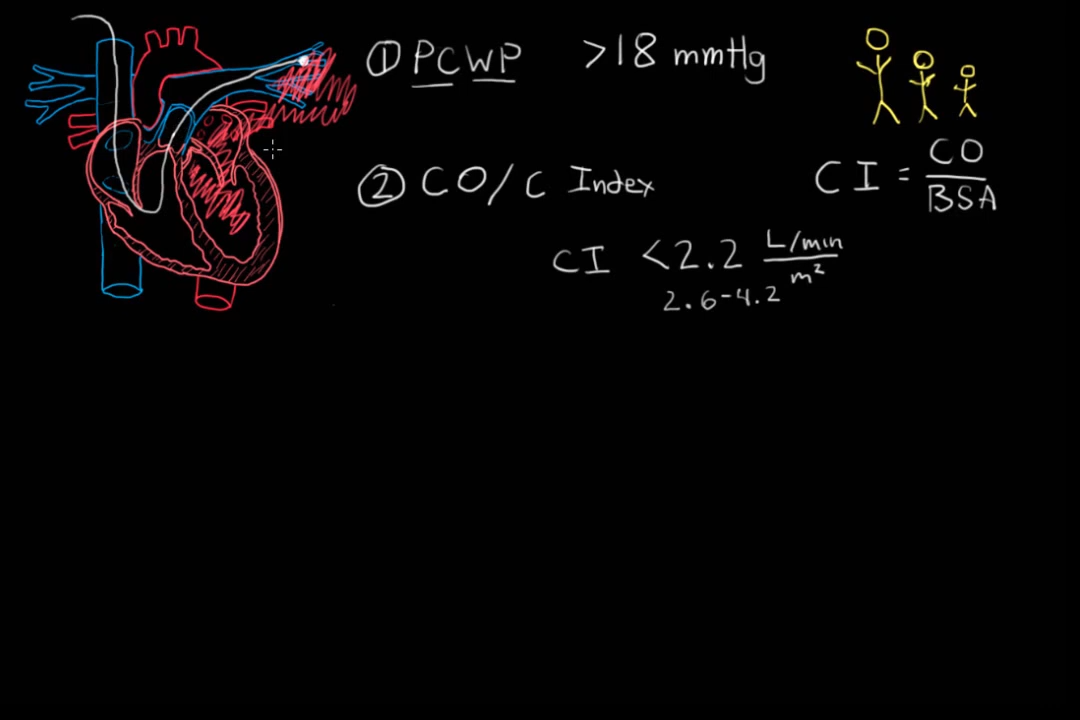 ① PCWP >18 mmHg
② CO/C Index
CI = CO/BSA
CI <2.2 L/min/m²
2.6-4.2